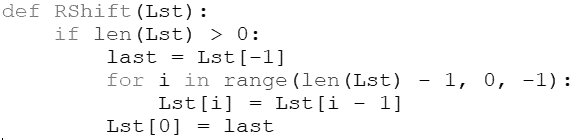 def RShift(Lst):
    if len(Lst) > 0:
        last = Lst[-1]
        for i in range(len(Lst) - 1, 0, -1):
            Lst[i] = Lst[i - 1]
        Lst[0] = last